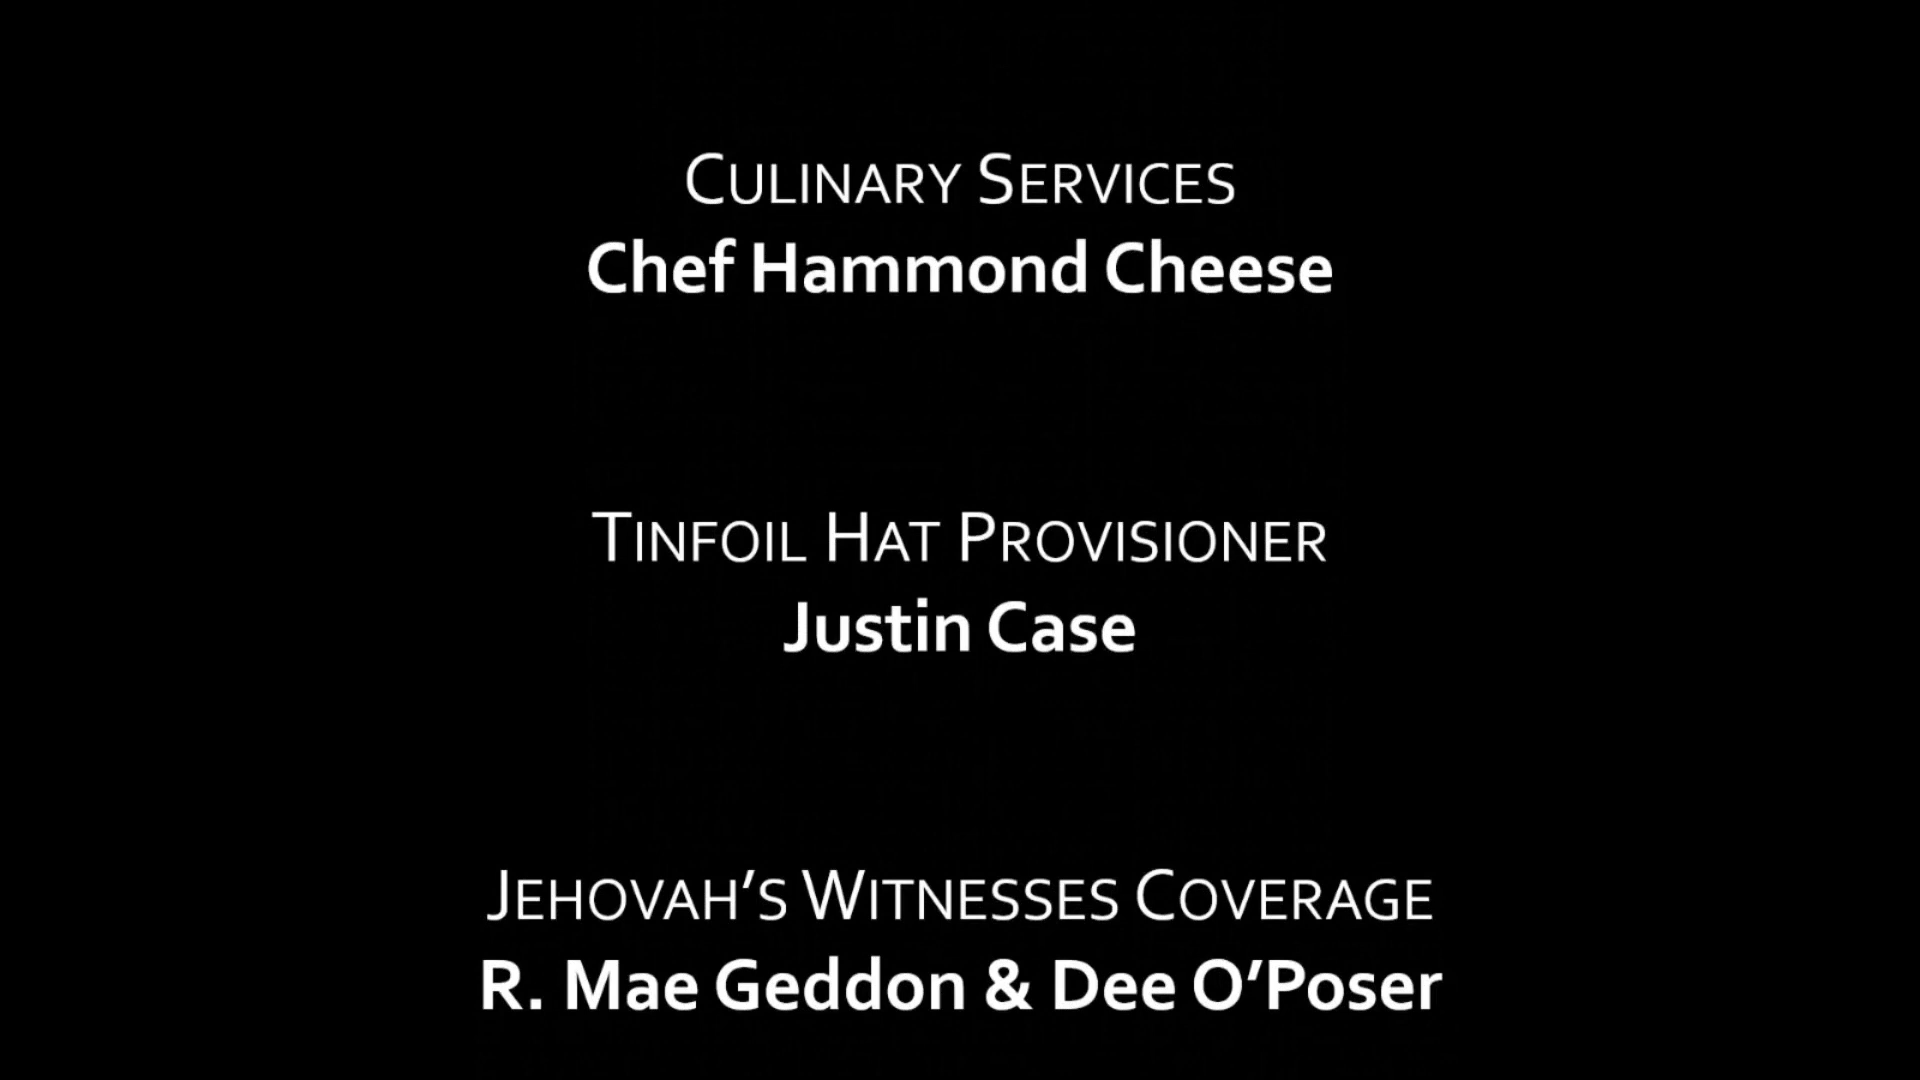 Culinary Services
Chef Hammond Cheese
Tinfoil Hat Provisioner
Justin Case
Jehovah’s Witnesses Coverage
R. Mae Geddon & Dee O’Poser